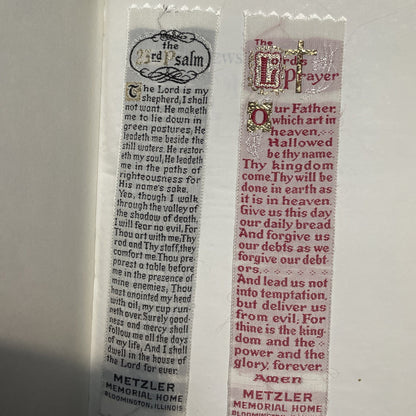 the
23rd Psalm
The Lord is my
shepherd, I shall
not want. He maketh
me to lie down in
green pastures; He
leadeth me beside the
still waters. He restor-
eth my soul, He leadeth
me in the paths of
righteousness for
His name's sake.
Yea, though I walk
through the valley of
the shadow of death,
I will fear no evil: For
Thou art with me; Thy
rod and Thy staff, they
comfort me. Thou pre-
parest a table before
me in the presence of
mine enemies; Thou
hast anointed my head
with oil; my cup run-
neth over. Surely good-
ness and mercy shall
follow me all the days
of my life, And I shall
dwell in the house of
the Lord for ever.
METZLER
MEMORIAL HOME
BLOOMINGTON, ILLINOIS
The
Lord's
Prayer
Our Father,
which art in
heaven,
Hallowed
be thy name.
Thy kingdom
come. Thy will be
done in earth as
it is in heaven.
Give us this day
our daily bread.
And forgive us
our debts as we
forgive our debt-
ors.
And lead us not
into temptation,
but deliver us
from evil; For
thine is the king-
dom and the
power and the
glory, forever.
Amen
METZLER
MEMORIAL HOME
BLOOMINGTON, ILLINOIS